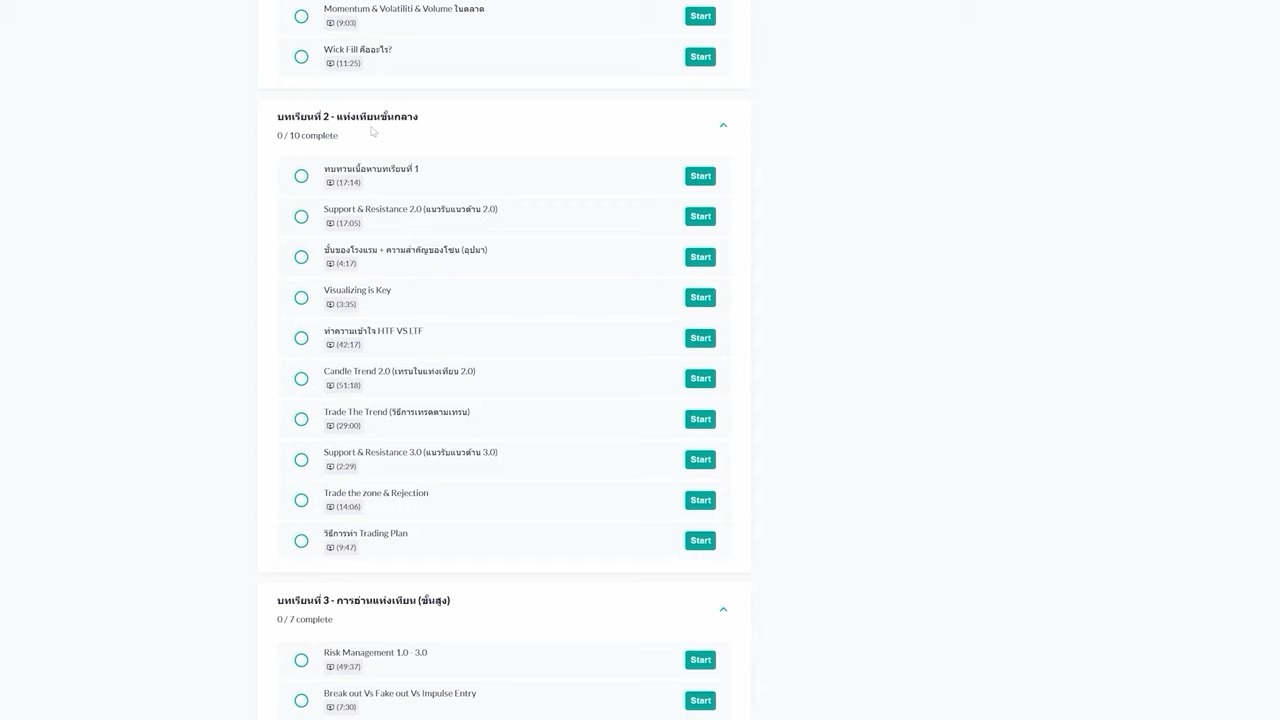 Momentum & Volatiliti & Volume ในตลาด
(9:03)
Start
Wick Fill คืออะไร?
(11:25)
Start
บทเรียนที่ 2 - แท่งเทียนขั้นกลาง
0 / 10 complete
ทบทวนเนื้อหาบทเรียนที่ 1
(17:14)
Start
Support & Resistance 2.0 (แนวรับแนวต้าน 2.0)
(17:05)
Start
ชั้นของโรงแรม + ความสำคัญของโซน (อุปมา)
(4:17)
Start
Visualizing is Key
(3:35)
Start
ทำความเข้าใจ HTF VS LTF
(42:17)
Start
Candle Trend 2.0 (เทรนในแท่งเทียน 2.0)
(51:18)
Start
Trade The Trend (วิธีการเทรดตามเทรน)
(29:00)
Start
Support & Resistance 3.0 (แนวรับแนวต้าน 3.0)
(2:29)
Start
Trade the zone & Rejection
(14:06)
Start
วิธีการทำ Trading Plan
(9:47)
Start
บทเรียนที่ 3 - การอ่านแท่งเทียน (ขั้นสูง)
0 / 7 complete
Risk Management 1.0 - 3.0
(49:37)
Start
Break out Vs Fake out Vs Impulse Entry
(7:30)
Start